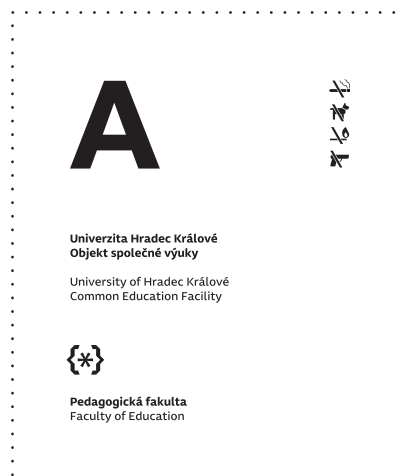 A
Univerzita Hradec Králové
Objekt společné výuky
University of Hradec Králové
Common Education Facility
{*}
Pedagogická fakulta
Faculty of Education